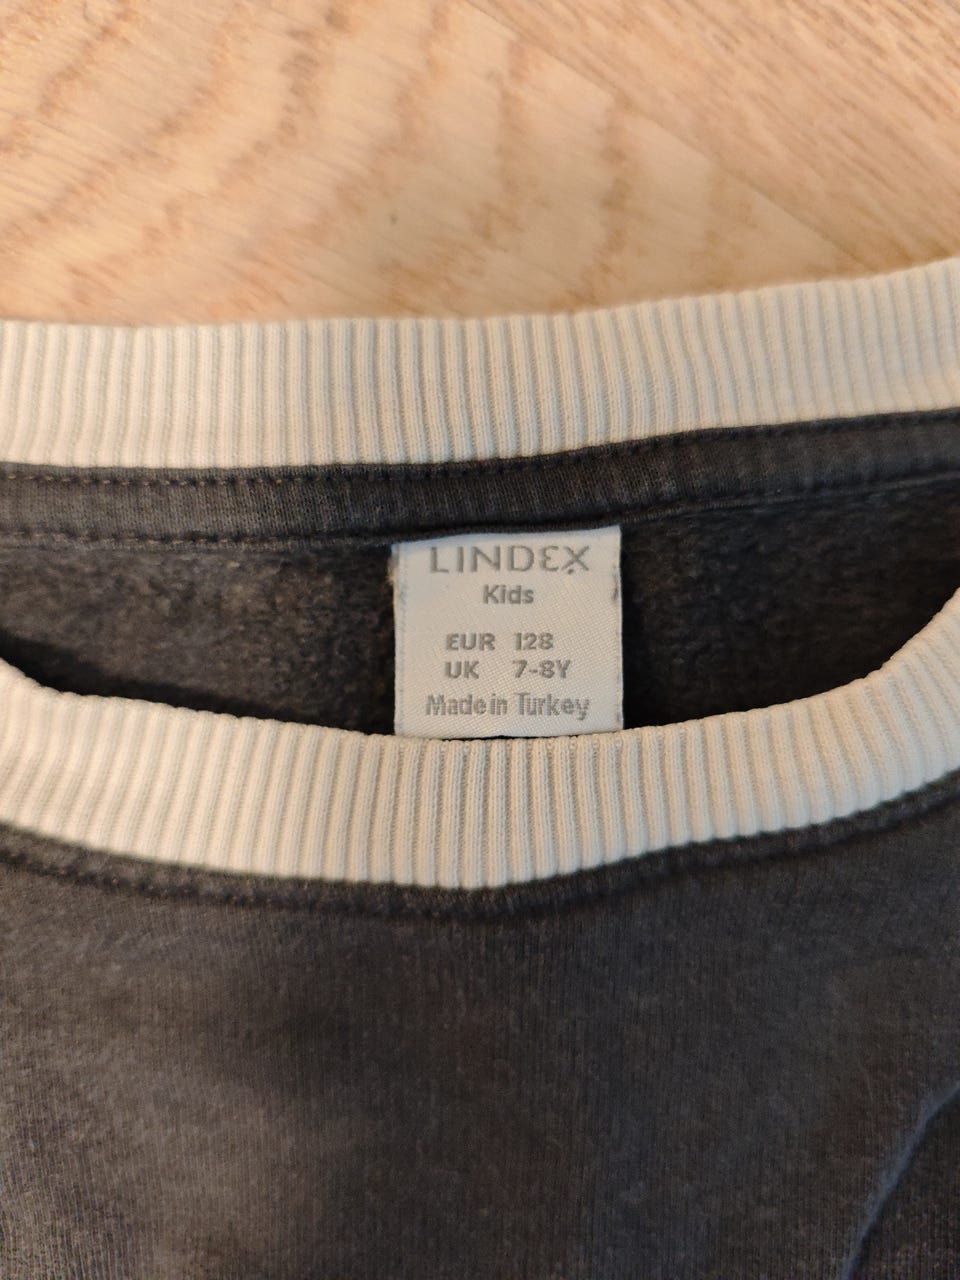 LINDEX
Kids
EUR 128
UK 7-8Y
Made in Turkey